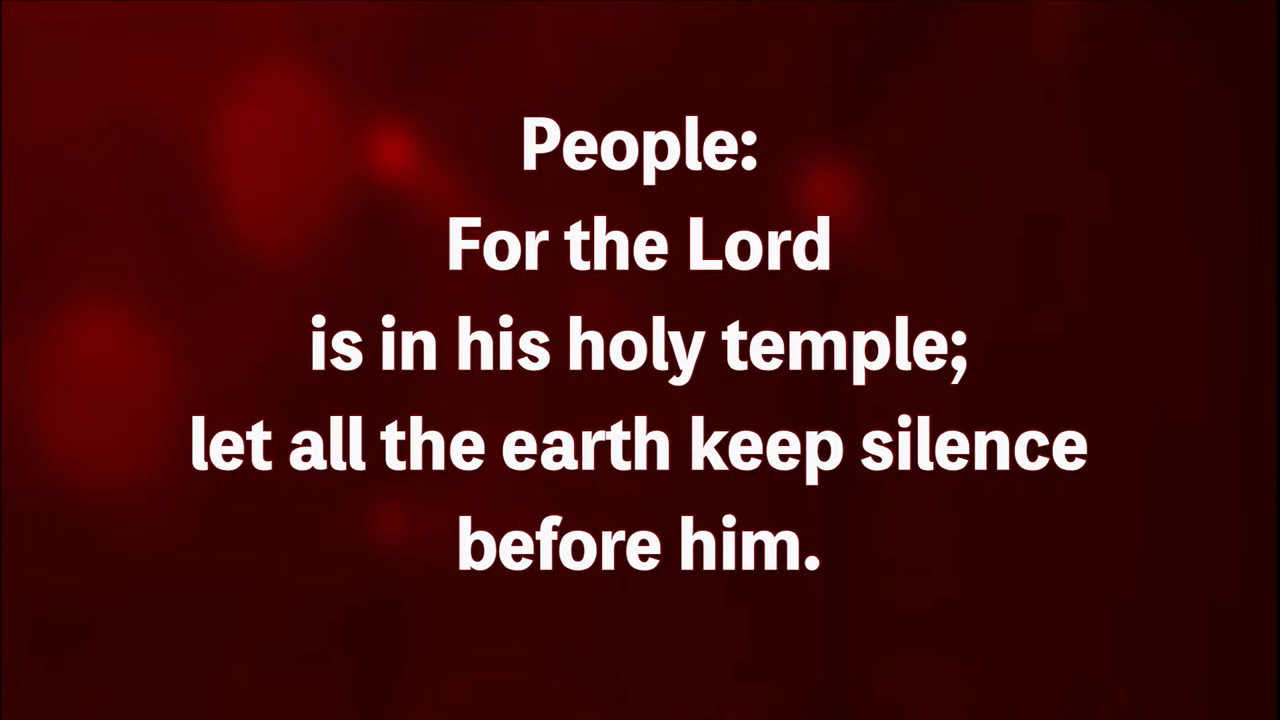 People:
For the Lord
is in his holy temple;
let all the earth keep silence
before him.